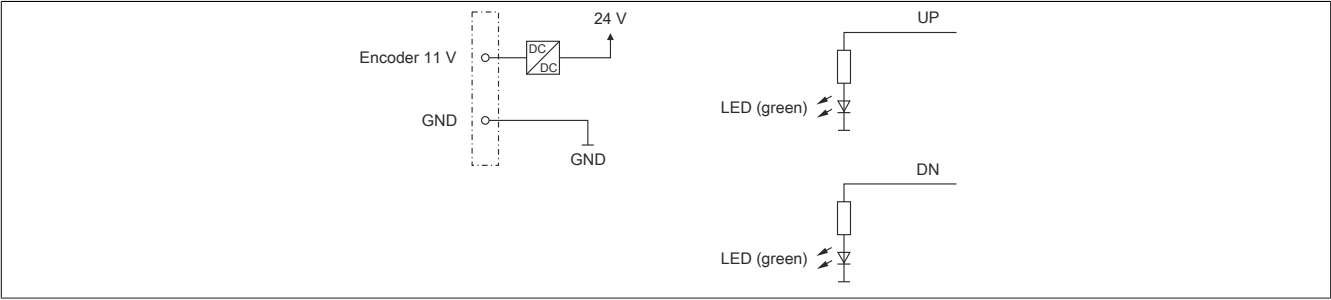 24 V
Encoder 11 V
DC
DC
GND
GND
UP
LED (green)
DN
LED (green)